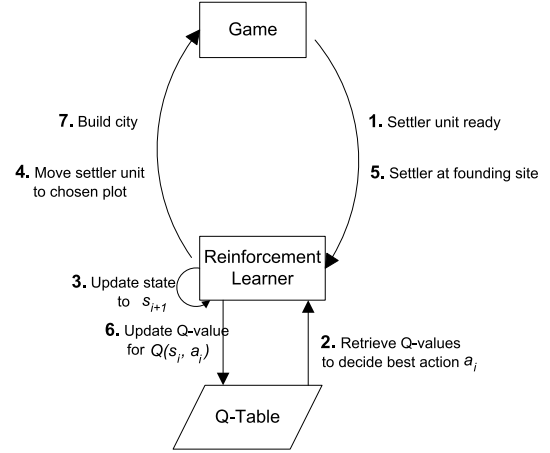 Game
7. Build city
1. Settler unit ready
4. Move settler unit
to chosen plot
5. Settler at founding site
Reinforcement
Learner
3. Update state
to s_{i+1}
6. Update Q-value
for Q(s_i, a_i)
2. Retrieve Q-values
to decide best action a_i
Q-Table